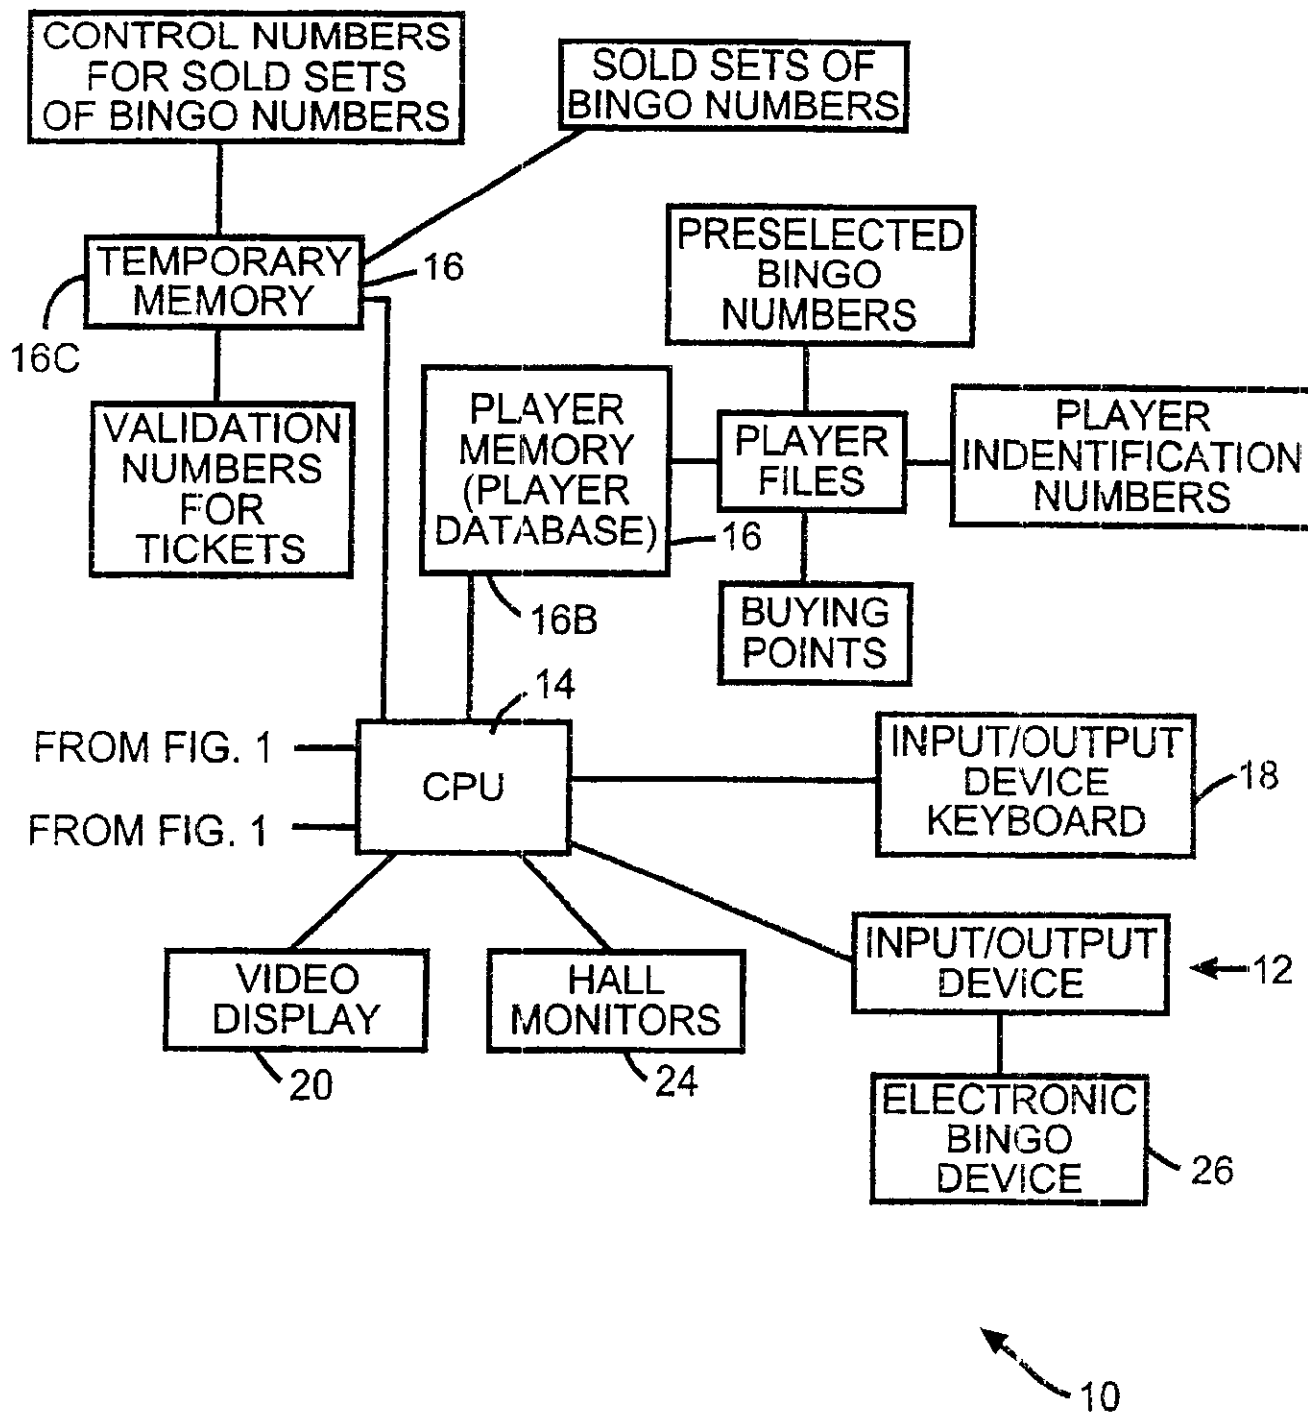 CONTROL NUMBERS
FOR SOLD SETS
OF BINGO NUMBERS
SOLD SETS OF
BINGO NUMBERS
PRESELECTED
BINGO
NUMBERS
TEMPORARY
MEMORY
16
16C
VALIDATION
NUMBERS
FOR
TICKETS
PLAYER
MEMORY
(PLAYER
DATABASE)
16
16B
PLAYER
FILES
PLAYER
INDENTIFICATION
NUMBERS
BUYING
POINTS
14
FROM FIG. 1
FROM FIG. 1
CPU
INPUT/OUTPUT
DEVICE
KEYBOARD
18
VIDEO
DISPLAY
20
HALL
MONITORS
24
INPUT/OUTPUT
DEVICE
12
ELECTRONIC
BINGO
DEVICE
26
10